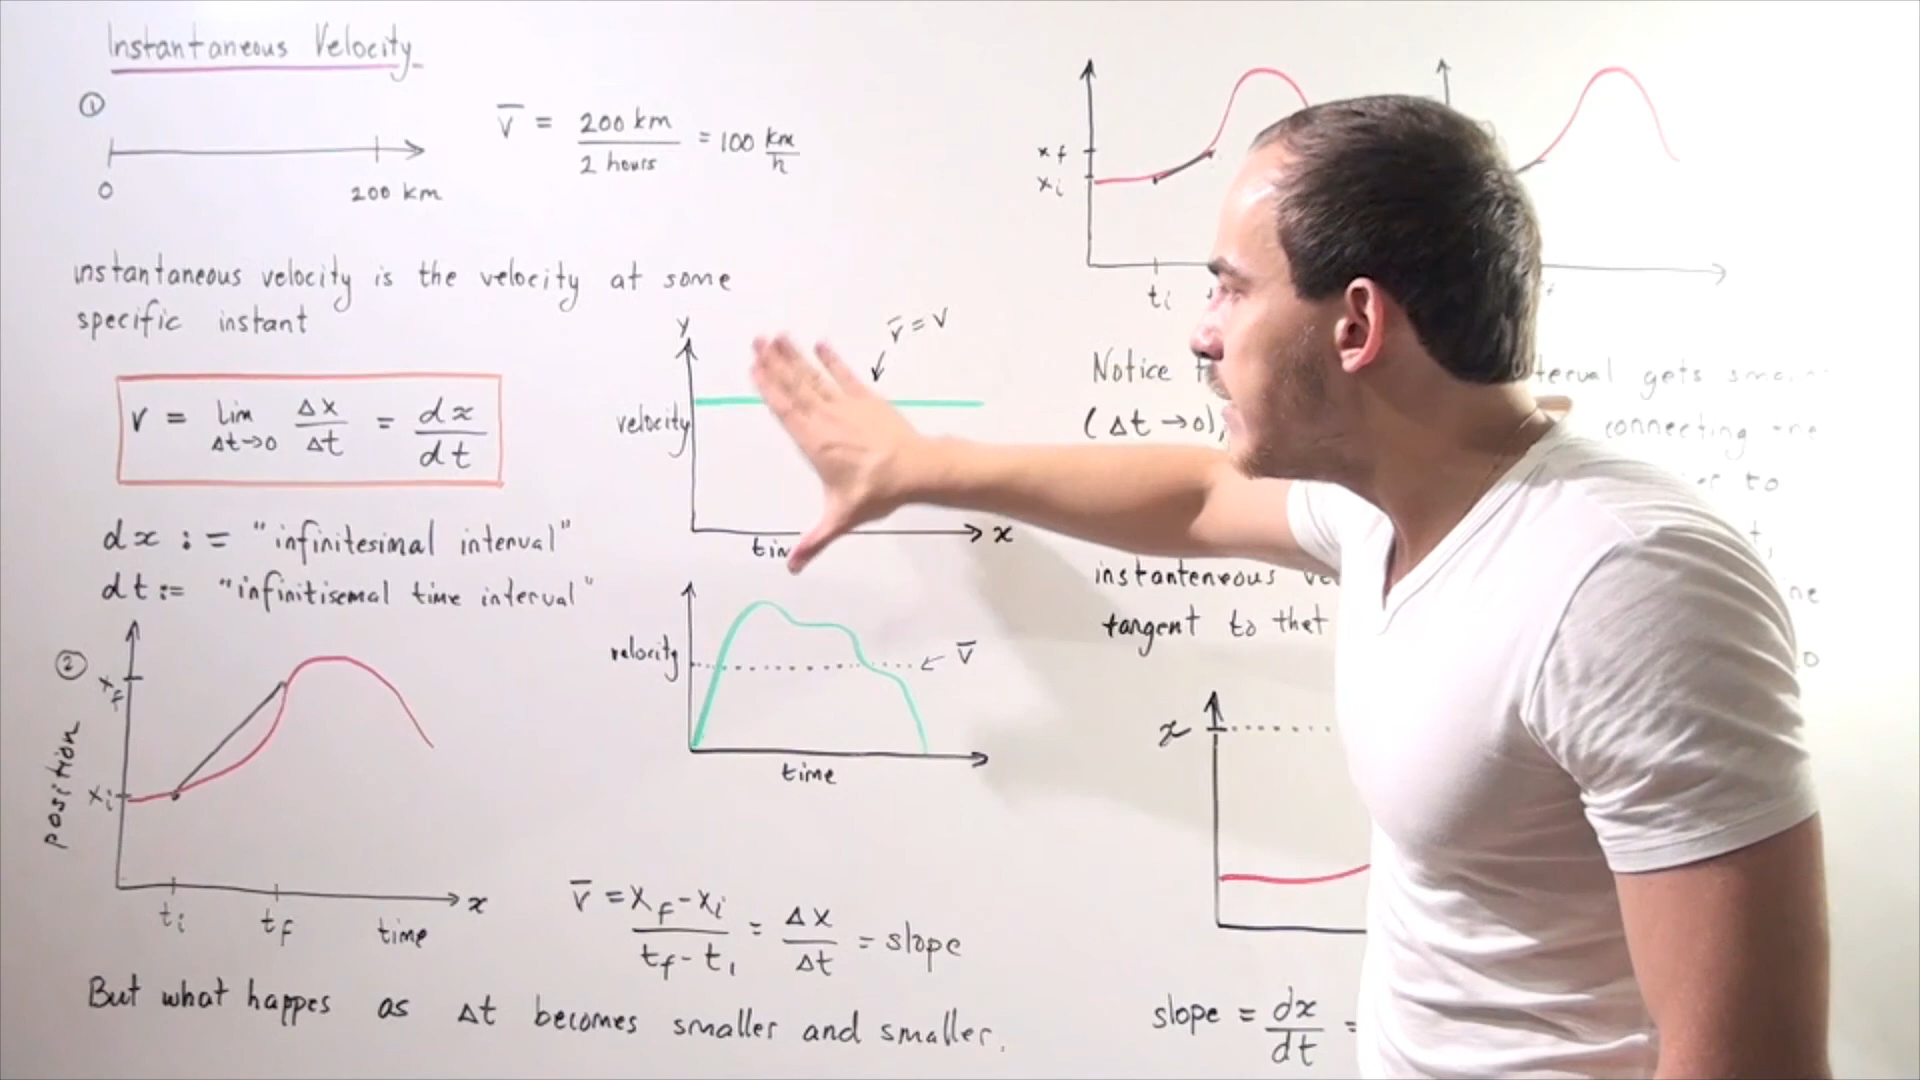 Instantaneous Velocity
①
0
200 km
v̅ = 200 km / 2 hours = 100 km/h
instantaneous velocity is the velocity at some
specific instant
v = Lim Δt→0 Δx/Δt = dx/dt
dx := "infinitesimal interval"
dt := "infinitisemal time interval"
y
velocity
v̅ = v
x
velocity
← v̅
time
②
position
xf
xi
ti
tf
time
x
v̅ = xf - xi / tf - ti = Δx/Δt = slope
But what happes as Δt becomes smaller and smaller.
xf
xi
ti
Notice
gets
(Δt→0),
connecting
to
instanteneous
tangent to that
x
slope = dx/dt =